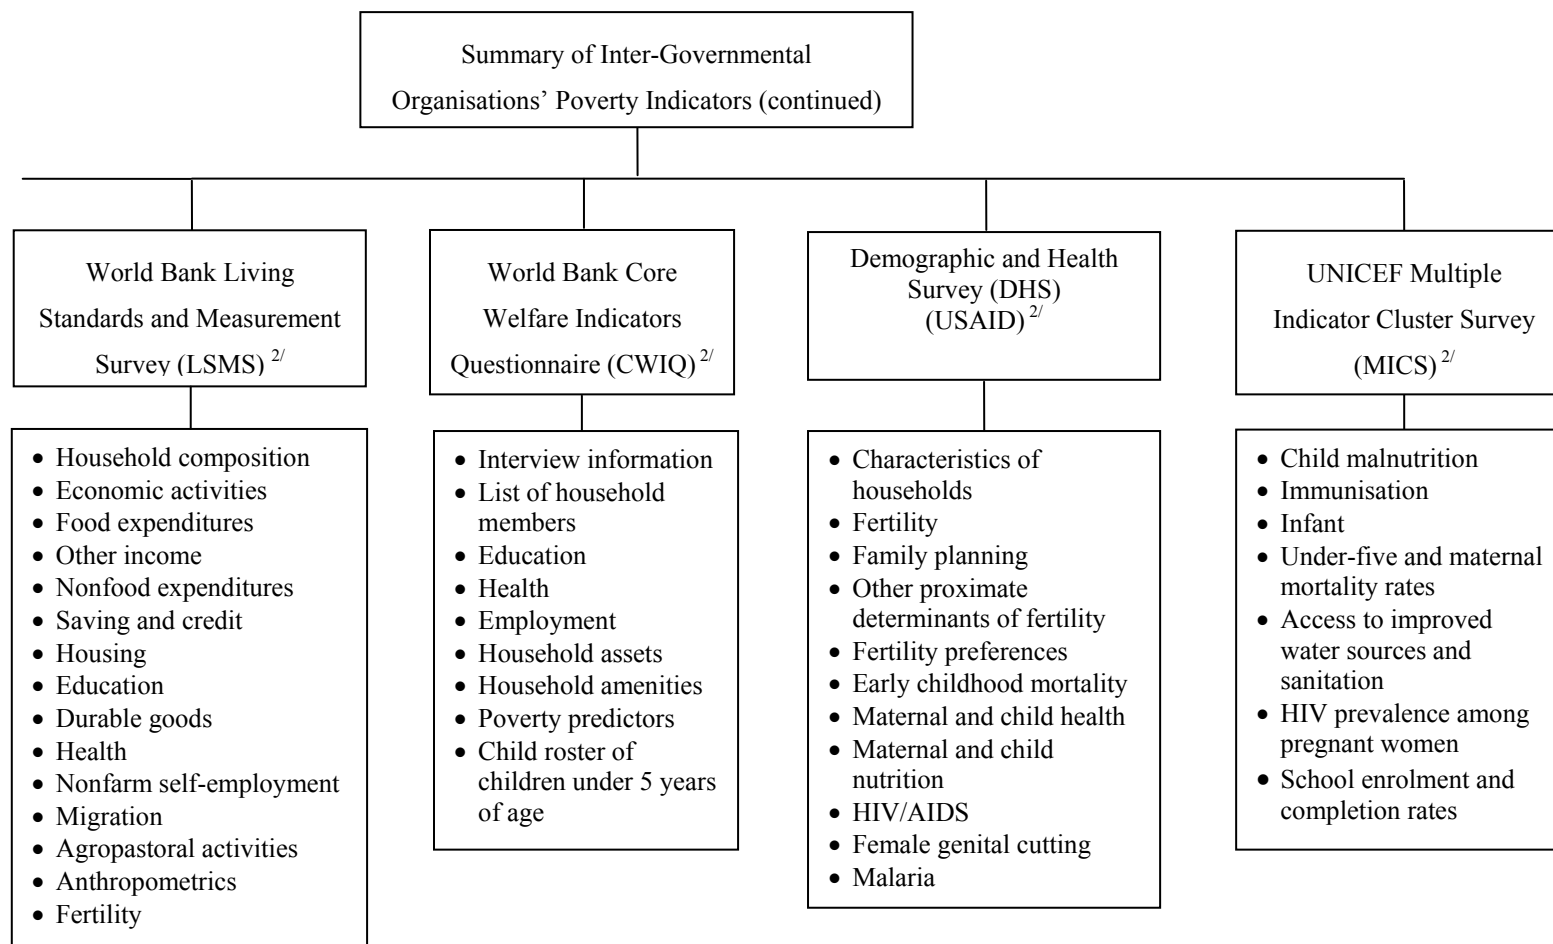 Summary of Inter-Governmental
Organisations’ Poverty Indicators (continued)
World Bank Living
Standards and Measurement
Survey (LSMS) 2/
World Bank Core
Welfare Indicators
Questionnaire (CWIQ) 2/
Demographic and Health
Survey (DHS)
(USAID) 2/
UNICEF Multiple
Indicator Cluster Survey
(MICS) 2/
• Household composition
• Economic activities
• Food expenditures
• Other income
• Nonfood expenditures
• Saving and credit
• Housing
• Education
• Durable goods
• Health
• Nonfarm self-employment
• Migration
• Agropastoral activities
• Anthropometrics
• Fertility
• Interview information
• List of household
members
• Education
• Health
• Employment
• Household assets
• Household amenities
• Poverty predictors
• Child roster of
children under 5 years
of age
• Characteristics of
households
• Fertility
• Family planning
• Other proximate
determinants of fertility
• Fertility preferences
• Early childhood mortality
• Maternal and child health
• Maternal and child
nutrition
• HIV/AIDS
• Female genital cutting
• Malaria
• Child malnutrition
• Immunisation
• Infant
• Under-five and maternal
mortality rates
• Access to improved
water sources and
sanitation
• HIV prevalence among
pregnant women
• School enrolment and
completion rates